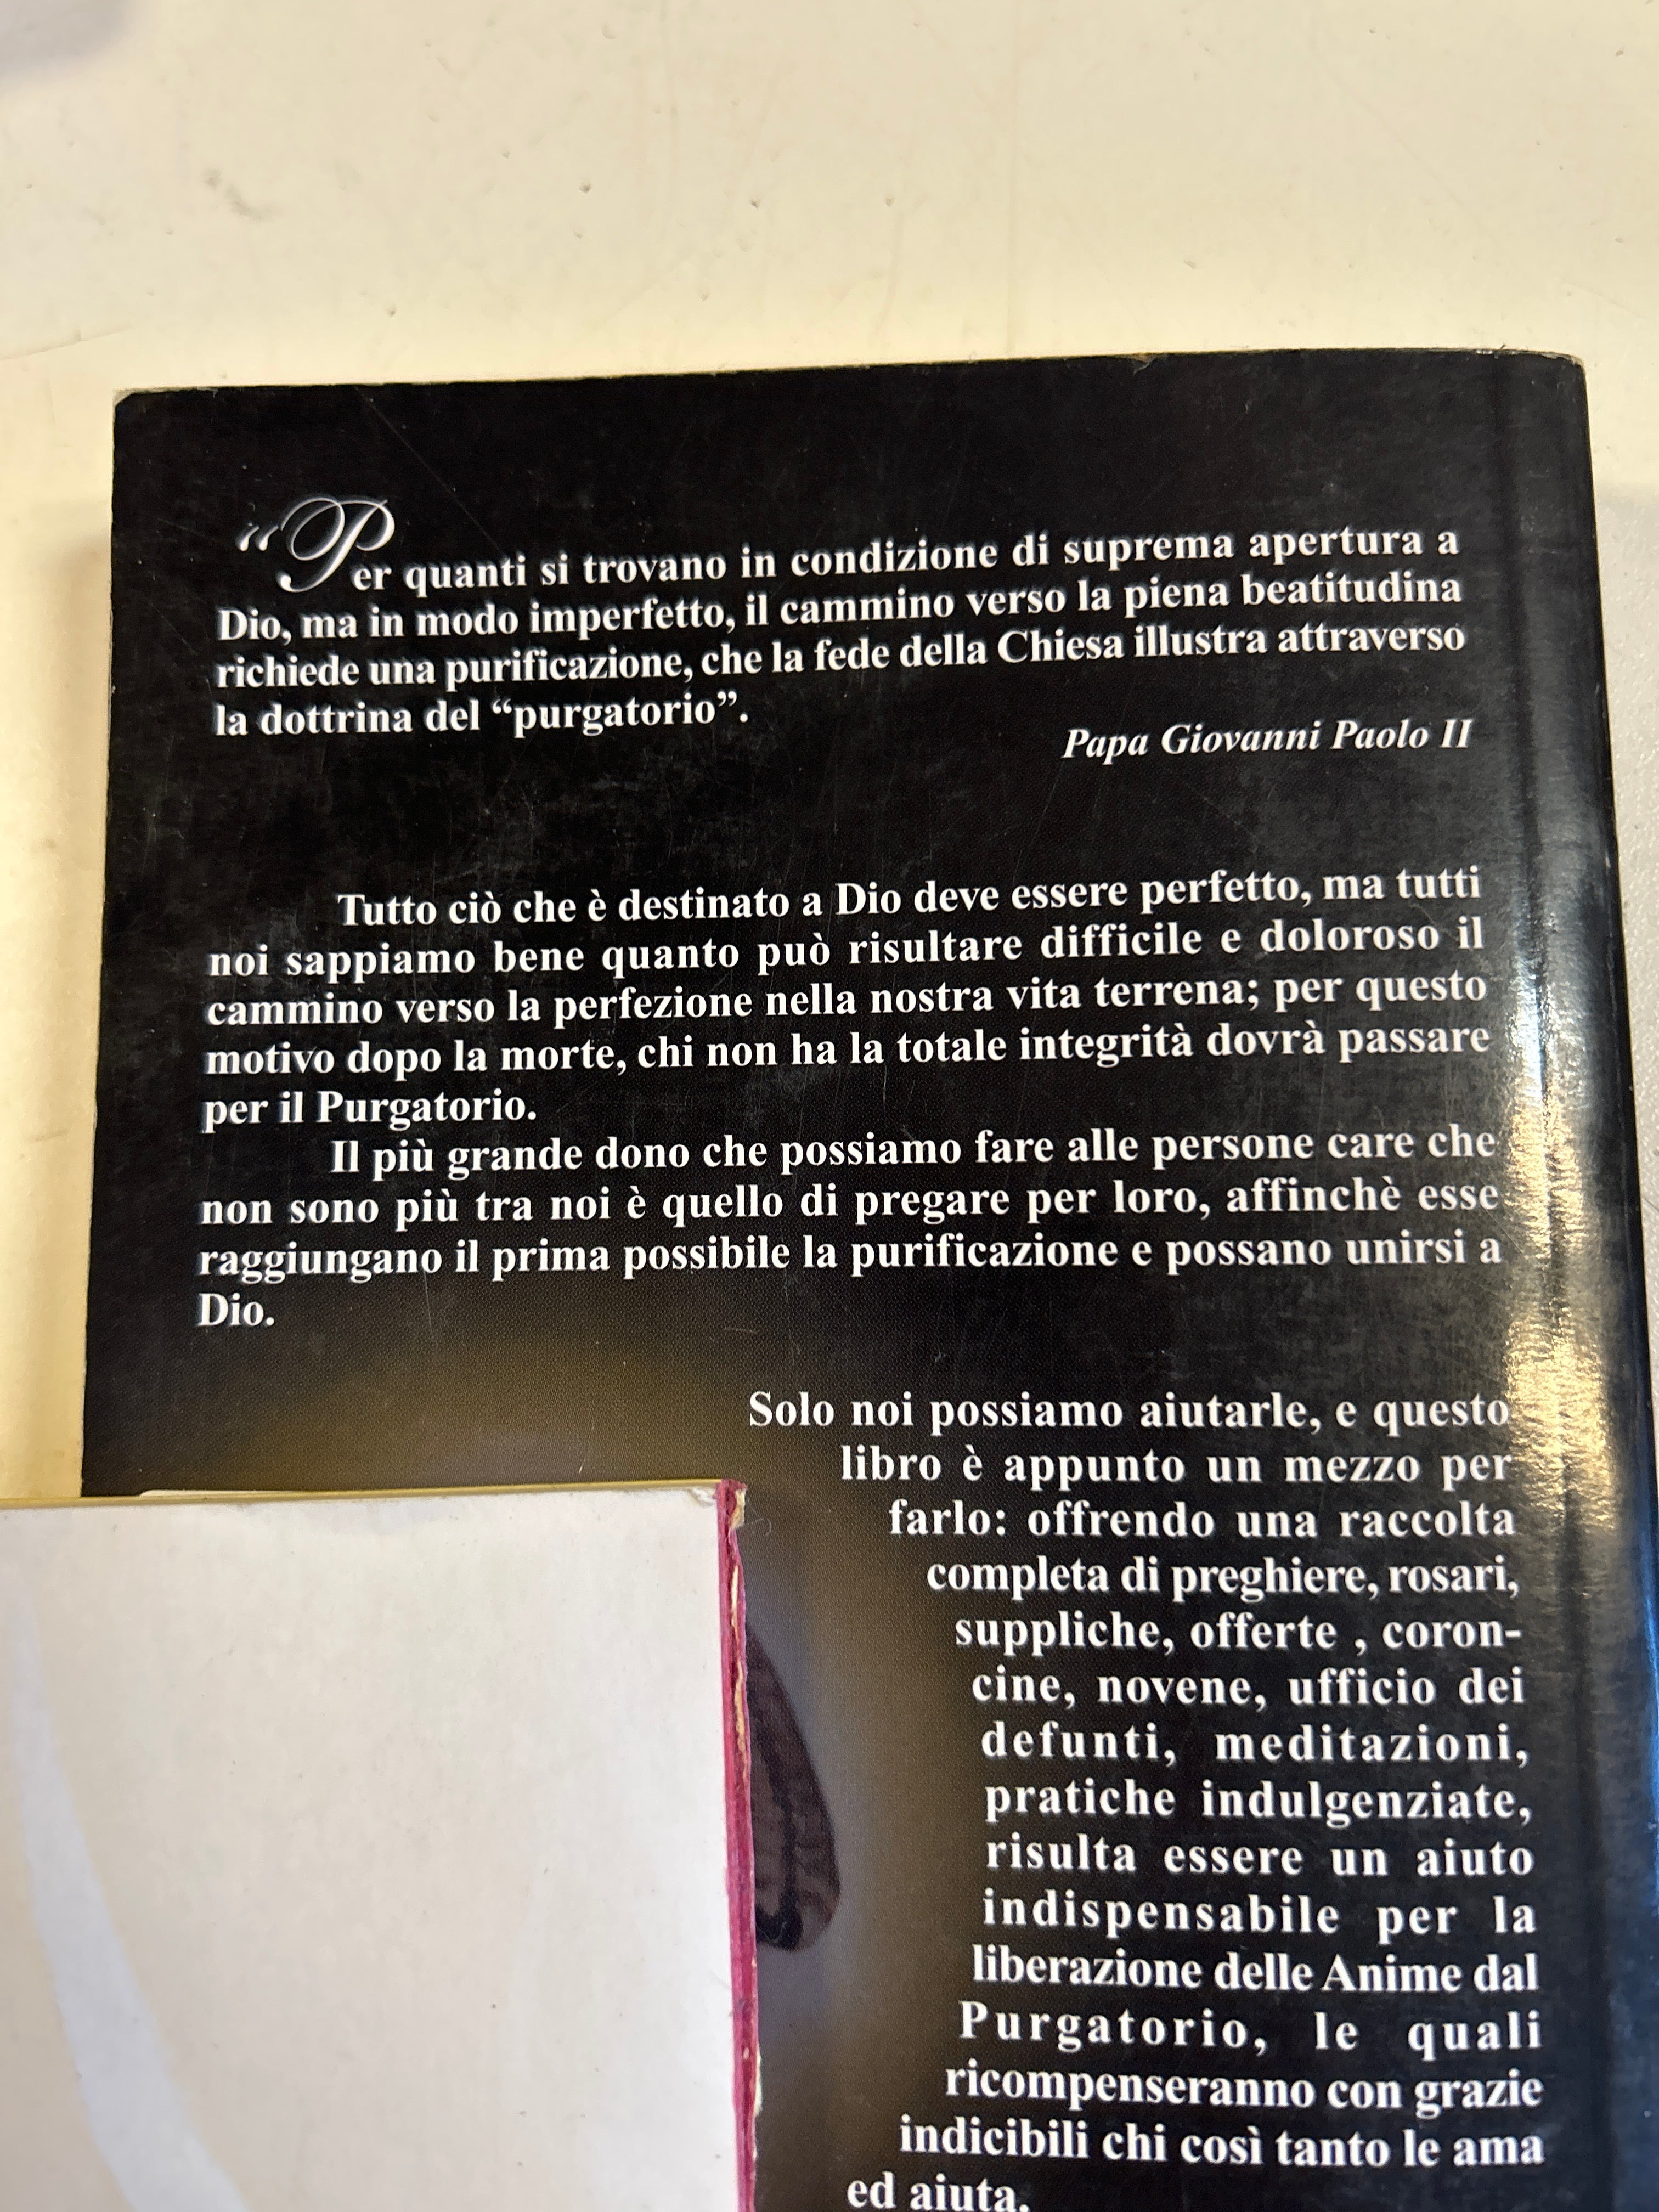 “Per quanti si trovano in condizione di suprema apertura a
Dio, ma in modo imperfetto, il cammino verso la piena beatitudina
richiede una purificazione, che la fede della Chiesa illustra attraverso
la dottrina del “purgatorio”.
Papa Giovanni Paolo II
Tutto ciò che è destinato a Dio deve essere perfetto, ma tutti
noi sappiamo bene quanto può risultare difficile e doloroso il
cammino verso la perfezione nella nostra vita terrena; per questo
motivo dopo la morte, chi non ha la totale integrità dovrà passare
per il Purgatorio.
Il più grande dono che possiamo fare alle persone care che
non sono più tra noi è quello di pregare per loro, affinchè esse
raggiungano il prima possibile la purificazione e possano unirsi a
Dio.
Solo noi possiamo aiutarle, e questo
libro è appunto un mezzo per
farlo: offrendo una raccolta
completa di preghiere, rosari,
suppliche, offerte , coron-
cine, novene, ufficio dei
defunti, meditazioni,
pratiche indulgenziate,
risulta essere un aiuto
indispensabile per la
liberazione delle Anime dal
Purgatorio, le quali
ricompenseranno con grazie
indicibili chi così tanto le ama
ed aiuta.